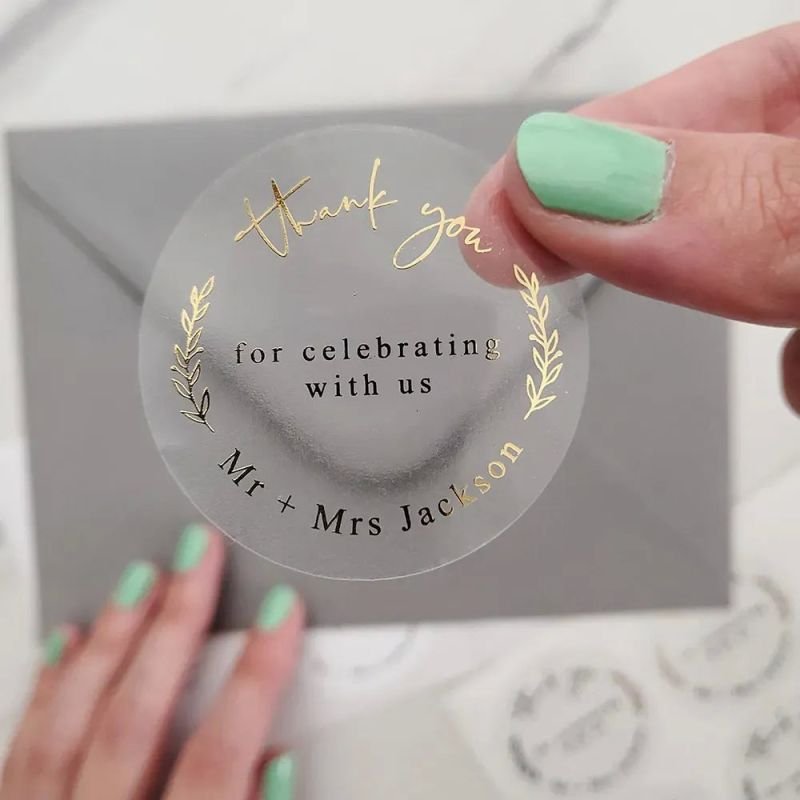 thank you
for celebrating
with us
Mr + Mrs Jackson